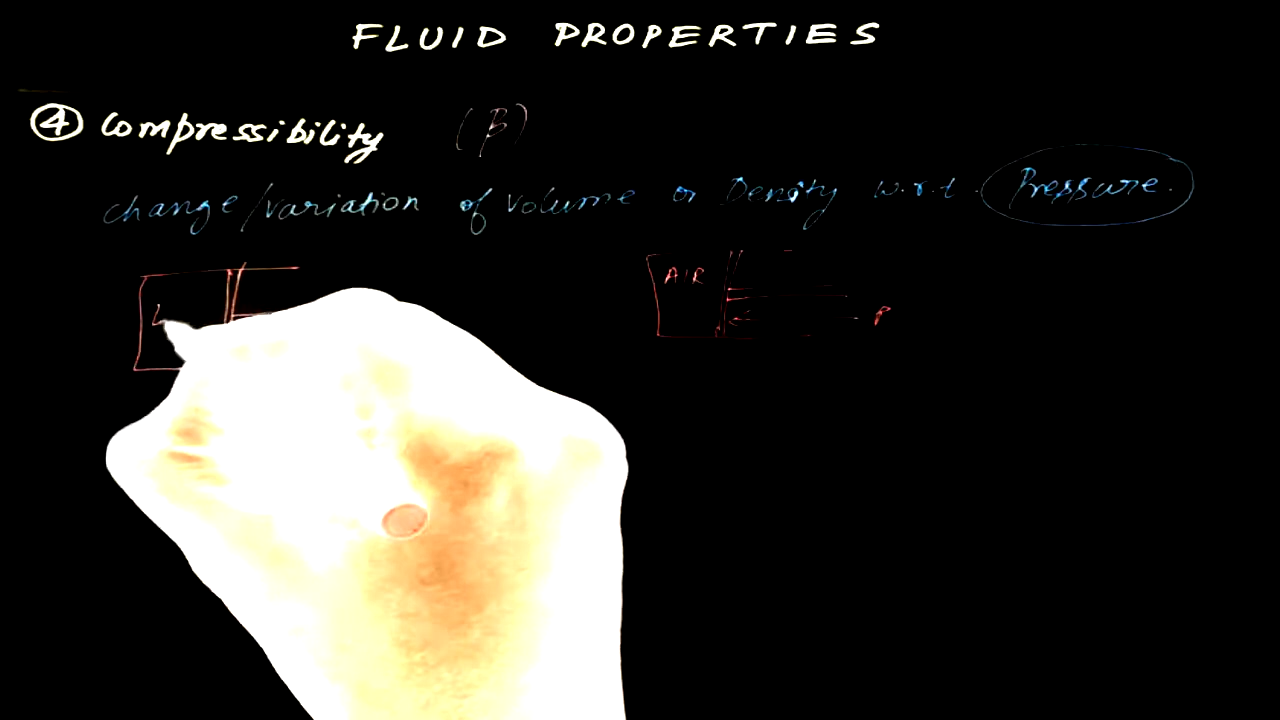 FLUID PROPERTIES
④ Compressibility (β)
change/variation of volume or Density w.r.t. Pressure.
AIR
P